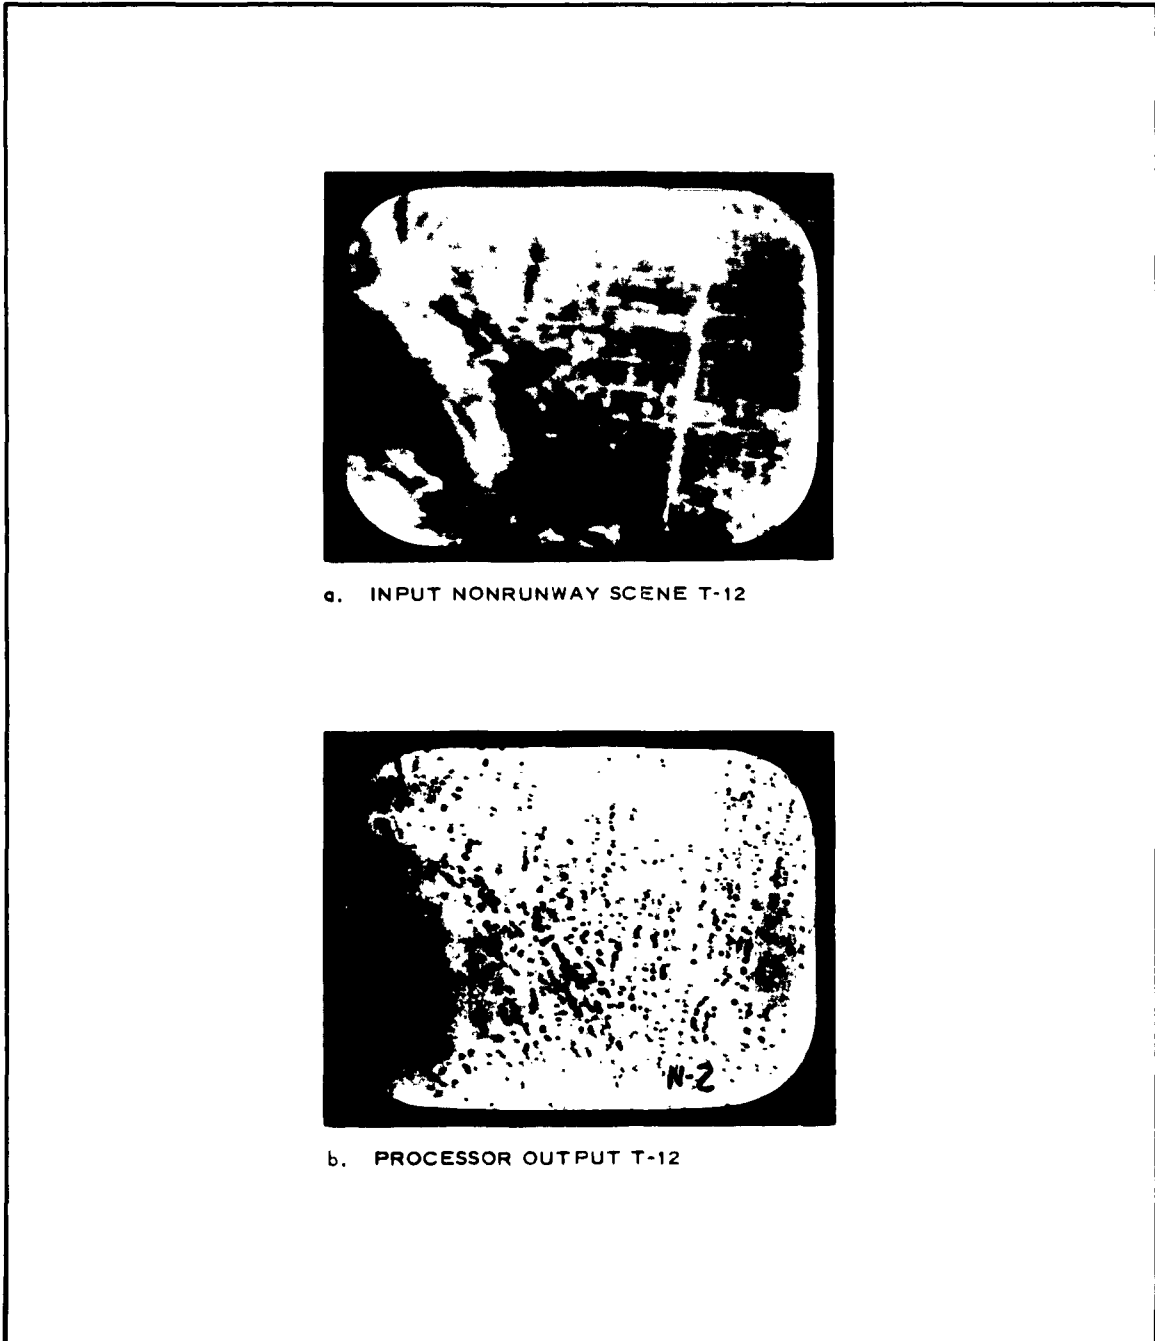 a. INPUT NONRUNWAY SCENE T-12
N-2
b. PROCESSOR OUTPUT T-12